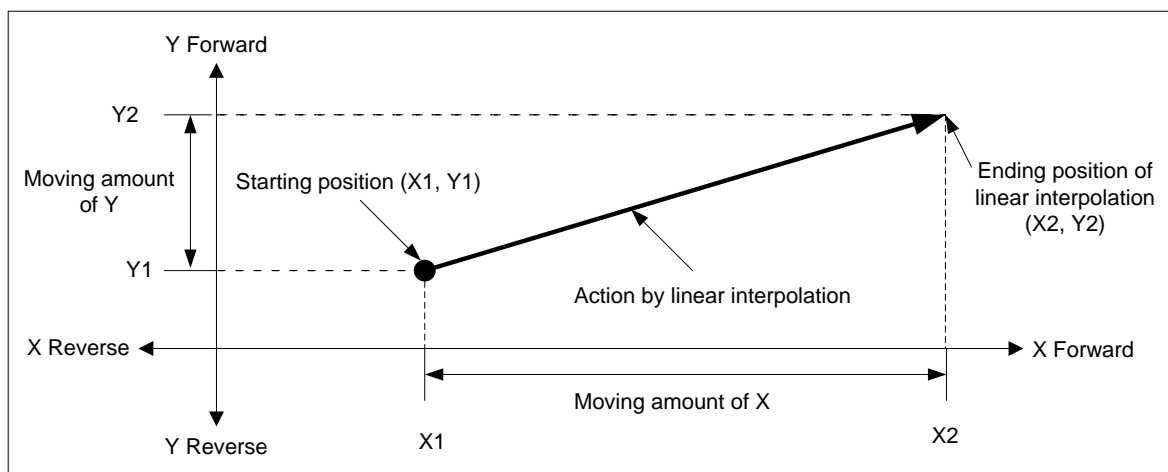 Y Forward
Y2
Moving amount
of Y
Starting position (X1, Y1)
Ending position of
linear interpolation
(X2, Y2)
Y1
Action by linear interpolation
X Reverse
X Forward
Moving amount of X
Y Reverse
X1
X2